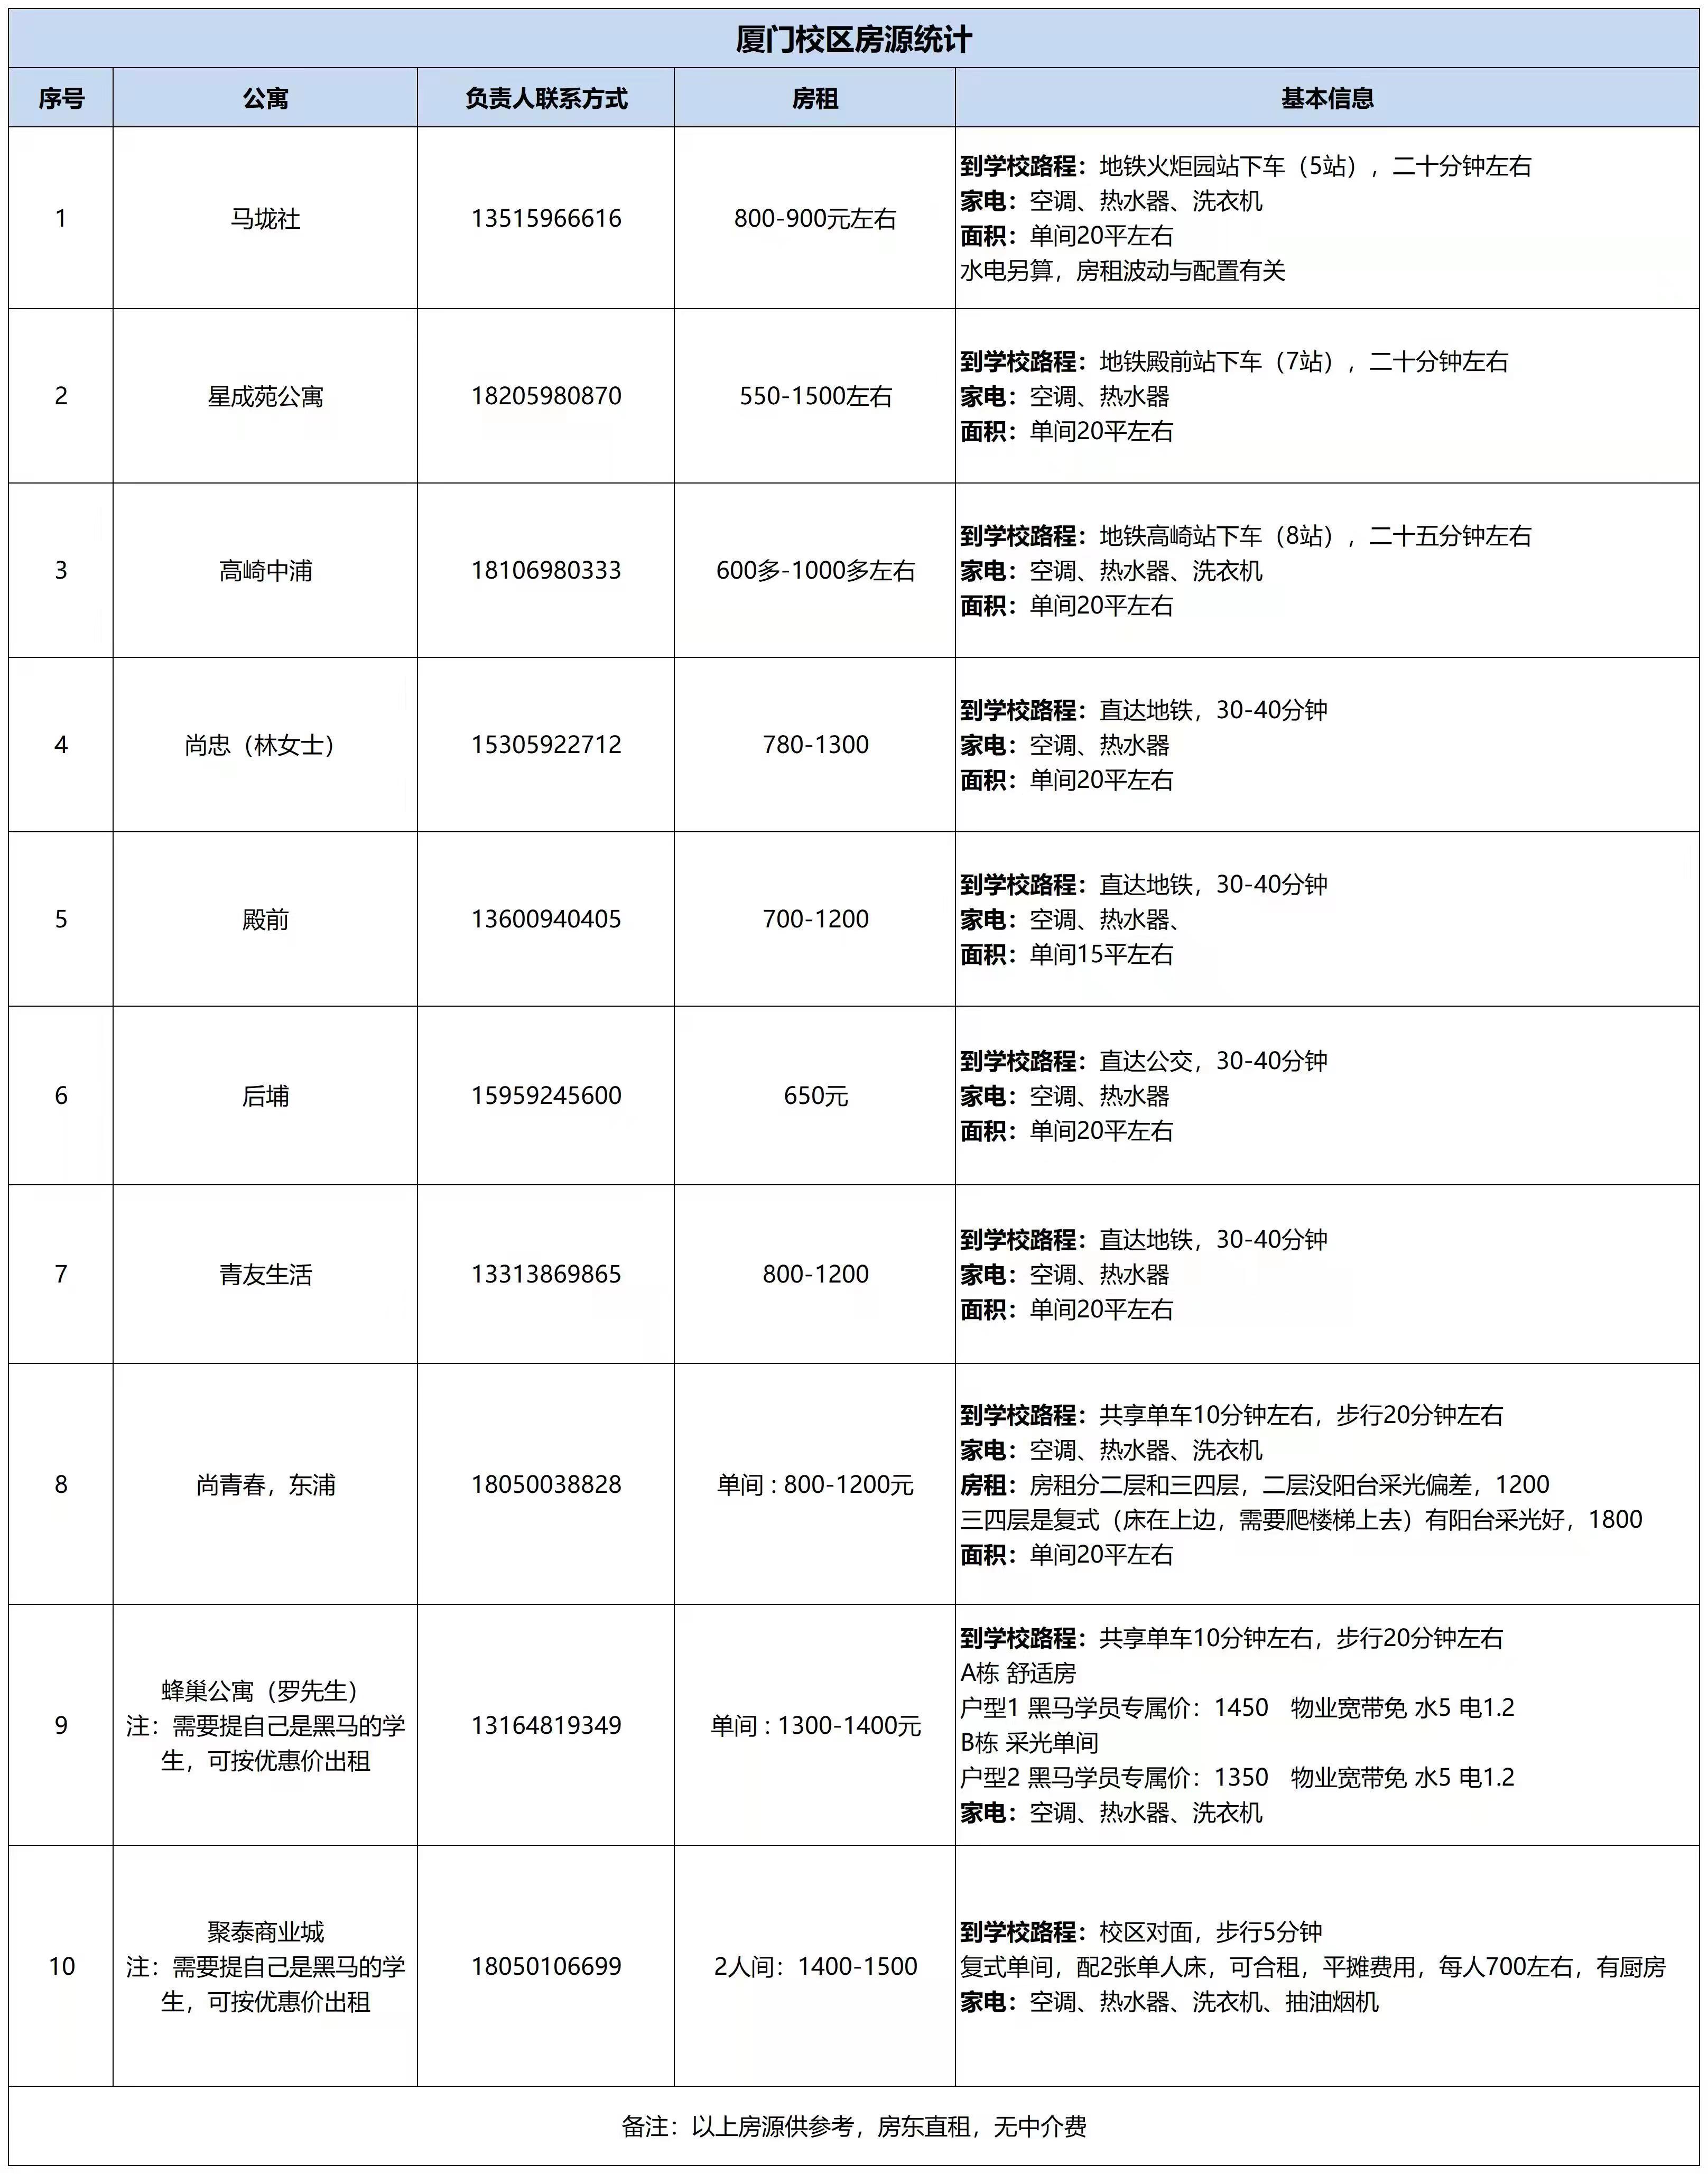 厦门校区房源统计
序号 公寓 负责人联系方式 房租 基本信息
1 马垅社 13515966616 800-900元左右
到学校路程：地铁火炬园站下车（5站），二十分钟左右
家电：空调、热水器、洗衣机
面积：单间20平左右
水电另算，房租波动与配置有关
2 星成苑公寓 18205980870 550-1500左右
到学校路程：地铁殿前站下车（7站），二十分钟左右
家电：空调、热水器
面积：单间20平左右
3 高崎中浦 18106980333 600多-1000多左右
到学校路程：地铁高崎站下车（8站），二十五分钟左右
家电：空调、热水器、洗衣机
面积：单间20平左右
4 尚忠（林女士） 15305922712 780-1300
到学校路程：直达地铁，30-40分钟
家电：空调、热水器
面积：单间20平左右
5 殿前 13600940405 700-1200
到学校路程：直达地铁，30-40分钟
家电：空调、热水器、
面积：单间15平左右
6 后埔 15959245600 650元
到学校路程：直达公交，30-40分钟
家电：空调、热水器
面积：单间20平左右
7 青友生活 13313869865 800-1200
到学校路程：直达地铁，30-40分钟
家电：空调、热水器
面积：单间20平左右
8 尚青春，东浦 18050038828 单间：800-1200元
到学校路程：共享单车10分钟左右，步行20分钟左右
家电：空调、热水器、洗衣机
房租：房租分二层和三四层，二层没阳台采光偏差，1200
三四层是复式（床在上边，需要爬楼梯上去）有阳台采光好，1800
面积：单间20平左右
9
蜂巢公寓（罗先生）
注：需要提自己是黑马的学
生，可按优惠价出租
13164819349 单间：1300-1400元
到学校路程：共享单车10分钟左右，步行20分钟左右
A栋 舒适房
户型1 黑马学员专属价：1450 物业宽带免 水5 电1.2
B栋 采光单间
户型2 黑马学员专属价：1350 物业宽带免 水5 电1.2
家电：空调、热水器、洗衣机
10
聚泰商业城
注：需要提自己是黑马的学
生，可按优惠价出租
18050106699 2人间：1400-1500
到学校路程：校区对面，步行5分钟
复式单间，配2张单人床，可合租，平摊费用，每人700左右，有厨房
家电：空调、热水器、洗衣机、抽油烟机
备注：以上房源供参考，房东直租，无中介费